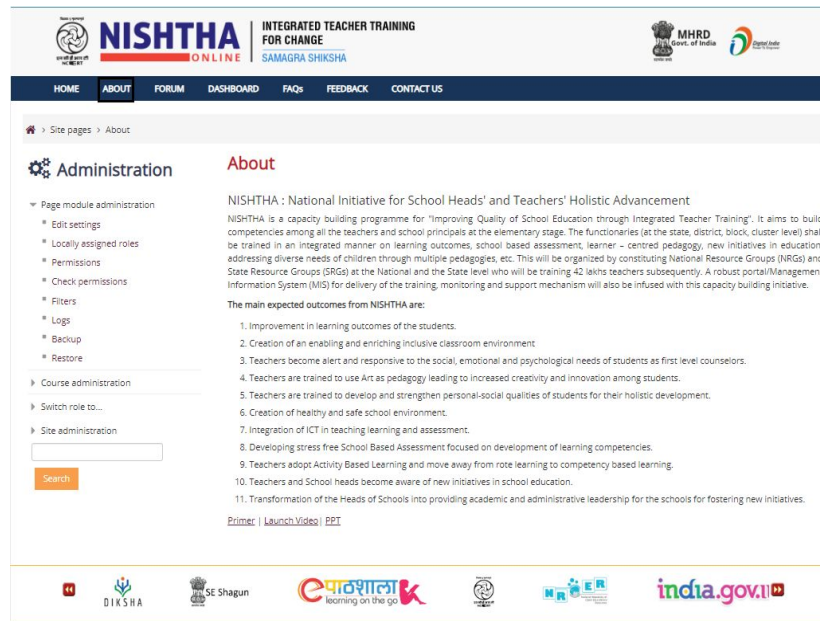 NISHTHA
ONLINE
INTEGRATED TEACHER TRAINING
FOR CHANGE
SAMAGRA SHIKSHA
MHRD
Govt. of India
Digital India
HOME ABOUT FORUM DASHBOARD FAQs FEEDBACK CONTACT US
Site pages > About
Administration
Page module administration
Edit settings
Locally assigned roles
Permissions
Check permissions
Filters
Logs
Backup
Restore
Course administration
Switch role to...
Site administration
Search
About
NISHTHA : National Initiative for School Heads' and Teachers' Holistic Advancement
NISHTHA is a capacity building programme for "Improving Quality of School Education through Integrated Teacher Training". It aims to build
competencies among all the teachers and school principals at the elementary stage. The functionaries (at the state, district, block, cluster level) shal
be trained in an integrated manner on learning outcomes, school based assessment, learner – centred pedagogy, new initiatives in education,
addressing diverse needs of children through multiple pedagogies, etc. This will be organized by constituting National Resource Groups (NRGs) and
State Resource Groups (SRGs) at the National and the State level who will be training 42 lakhs teachers subsequently. A robust portal/Management
Information System (MIS) for delivery of the training, monitoring and support mechanism will also be infused with this capacity building initiative.
The main expected outcomes from NISHTHA are:
1. Improvement in learning outcomes of the students.
2. Creation of an enabling and enriching inclusive classroom environment
3. Teachers become alert and responsive to the social, emotional and psychological needs of students as first level counselors.
4. Teachers are trained to use Art as pedagogy leading to increased creativity and innovation among students.
5. Teachers are trained to develop and strengthen personal-social qualities of students for their holistic development.
6. Creation of healthy and safe school environment.
7. Integration of ICT in teaching learning and assessment.
8. Developing stress free School Based Assessment focused on development of learning competencies.
9. Teachers adopt Activity Based Learning and move away from rote learning to competency based learning.
10. Teachers and School heads become aware of new initiatives in school education.
11. Transformation of the Heads of Schools into providing academic and administrative leadership for the schools for fostering new initiatives.
Primer | Launch Video| PPT
DIKSHA
SE Shagun
eपाठशाला
learning on the go
NROER
india.gov.i